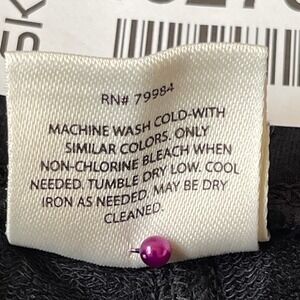 RN# 79984
MACHINE WASH COLD-WITH
SIMILAR COLORS. ONLY
NON-CHLORINE BLEACH WHEN
NEEDED. TUMBLE DRY LOW. COOL
IRON AS NEEDED. MAY BE DRY
CLEANED.